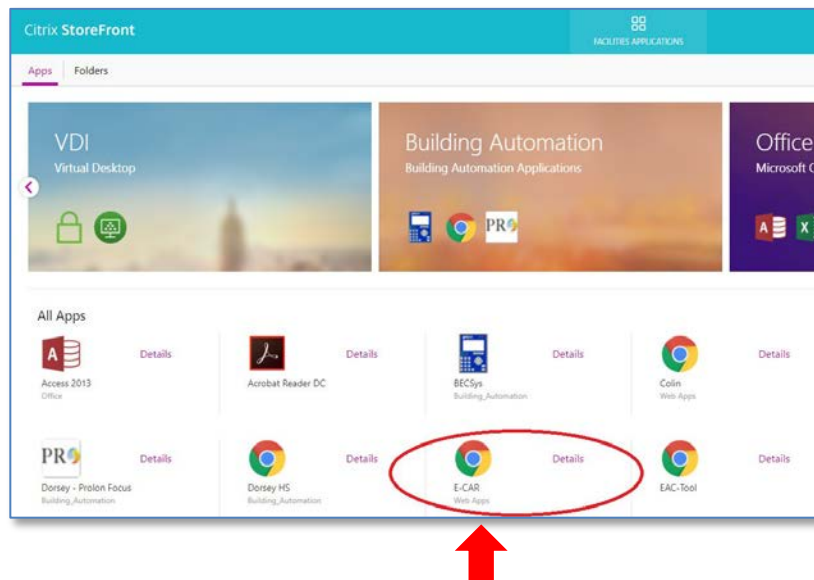 Citrix StoreFront
FACILITIES APPLICATIONS
Apps Folders
VDI
Virtual Desktop
Building Automation
Building Automation Applications
Office
Microsoft
PRO
A X
All Apps
A Details
Details
Details
Details
Access 2013
Office
Acrobat Reader DC
BECSys
Building_Automation
Colin
Web Apps
PRO Details
Details
Details
Details
Dorsey - Prolon Focus
Building_Automation
Dorsey HS
Building_Automation
E-CAR
Web Apps
EAC-Tool